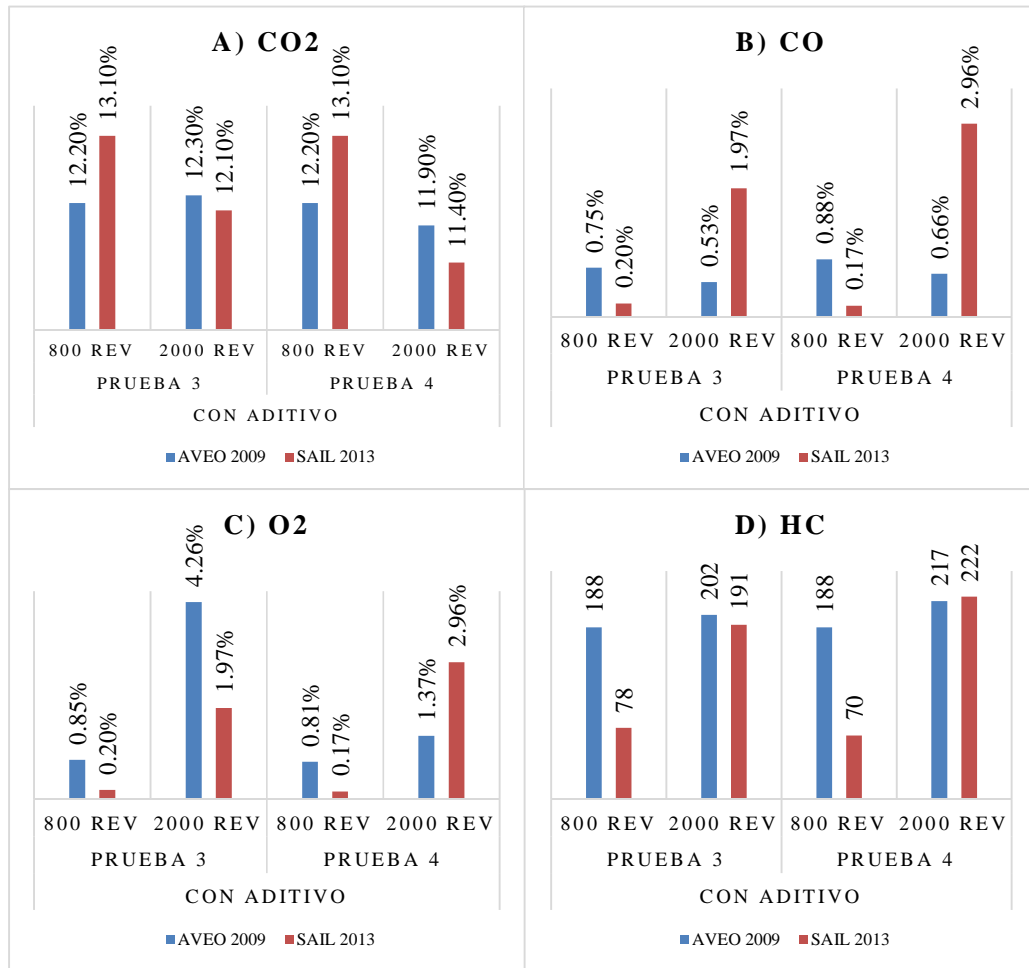 A) CO2
12.20%
13.10%
12.30%
12.10%
12.20%
13.10%
11.90%
11.40%
800 REV 2000 REV 800 REV 2000 REV
PRUEBA 3 PRUEBA 4
CON ADITIVO
AVEO 2009 SAIL 2013
B) CO
0.75%
0.20%
0.53%
1.97%
0.88%
0.17%
0.66%
2.96%
800 REV 2000 REV 800 REV 2000 REV
PRUEBA 3 PRUEBA 4
CON ADITIVO
AVEO 2009 SAIL 2013
C) O2
0.85%
0.20%
4.26%
1.97%
0.81%
0.17%
1.37%
2.96%
800 REV 2000 REV 800 REV 2000 REV
PRUEBA 3 PRUEBA 4
CON ADITIVO
AVEO 2009 SAIL 2013
D) HC
188
78
202
191
188
70
217
222
800 REV 2000 REV 800 REV 2000 REV
PRUEBA 3 PRUEBA 4
CON ADITIVO
AVEO 2009 SAIL 2013